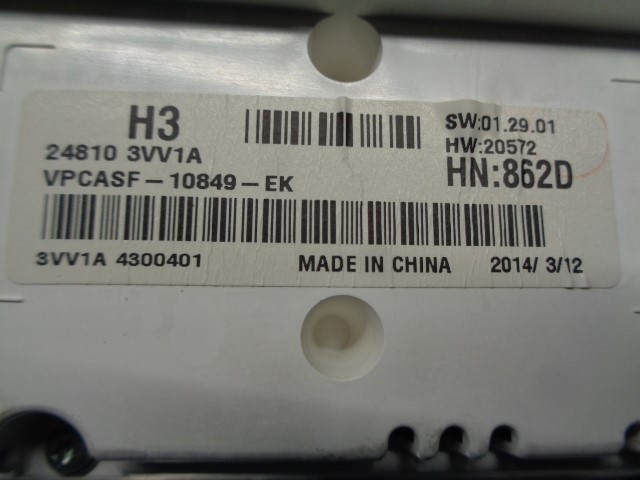 H3
SW:01.29.01
24810 3VV1A
HW:20572
VPCASF-10849-EK
HN:862D
3VV1A 4300401
MADE IN CHINA
2014/ 3/12